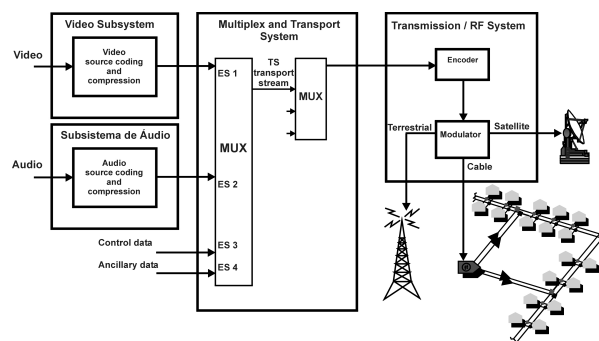 Video Subsystem
Video
Video
source coding
and
compression
Subsistema de Áudio
Audio
Audio
source coding
and
compression
Control data
Ancillary data
Multiplex and Transport
System
ES 1
MUX
ES 2
ES 3
ES 4
TS
transport
stream
MUX
Transmission / RF System
Encoder
Modulator
Terrestrial
Satellite
Cable